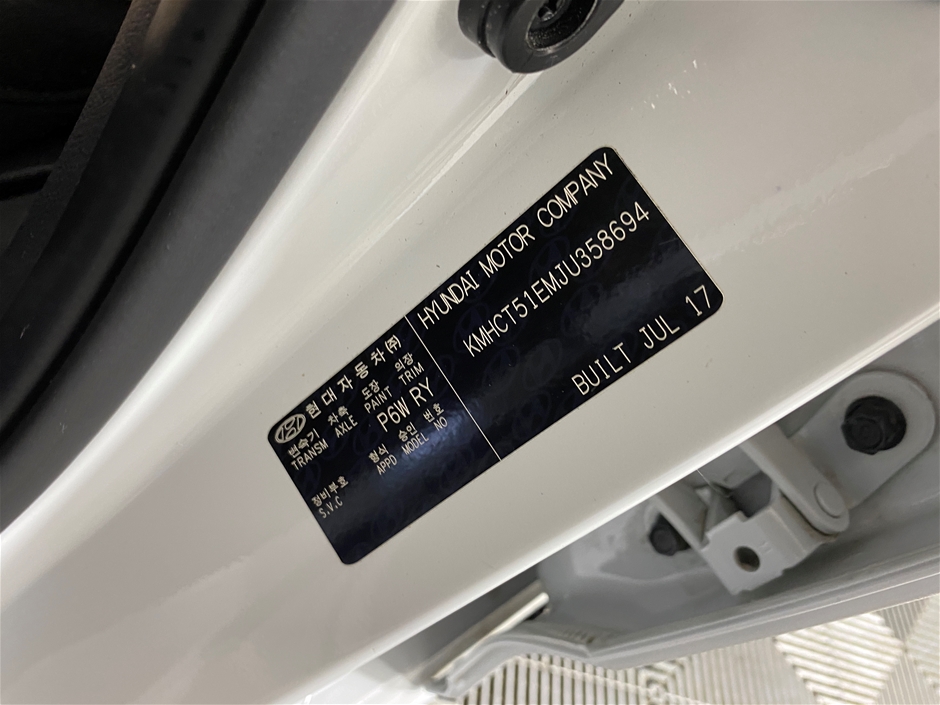 현대자동차(주)
HYUNDAI MOTOR COMPANY
변속기 차축 도장 의장
TRANSM AXLE PAINT TRIM
P6W RY
KMHCT51EMJU358694
형식 승인 번호
APPD MODEL NO
정비부호
S.V.C
BUILT JUL 17